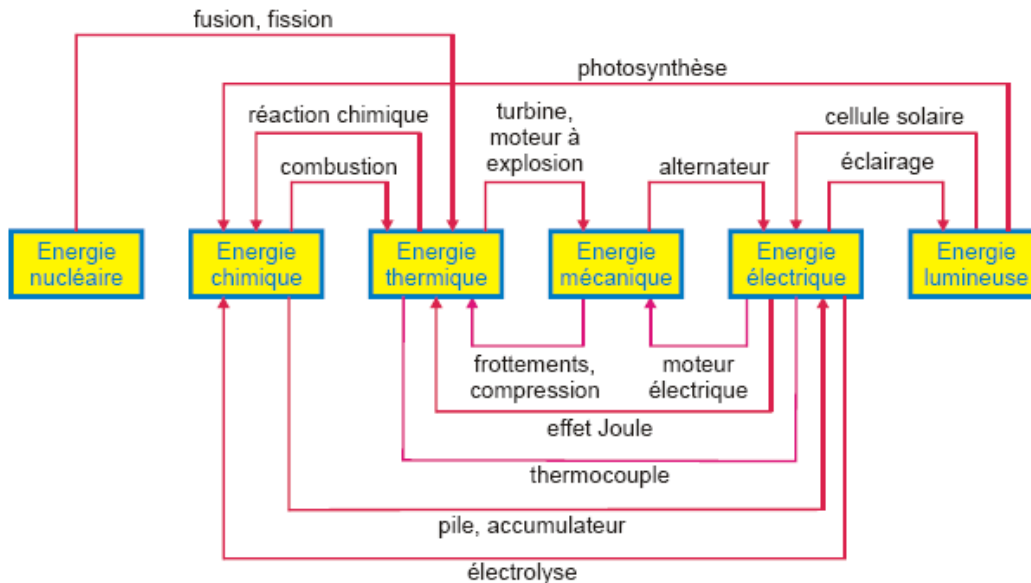 fusion, fission
photosynthèse
réaction chimique
turbine,
moteur à
explosion
cellule solaire
combustion
alternateur
éclairage
Energie
nucléaire
Energie
chimique
Energie
thermique
Energie
mécanique
Energie
électrique
Energie
lumineuse
frottements,
compression
moteur
électrique
effet Joule
thermocouple
pile, accumulateur
électrolyse